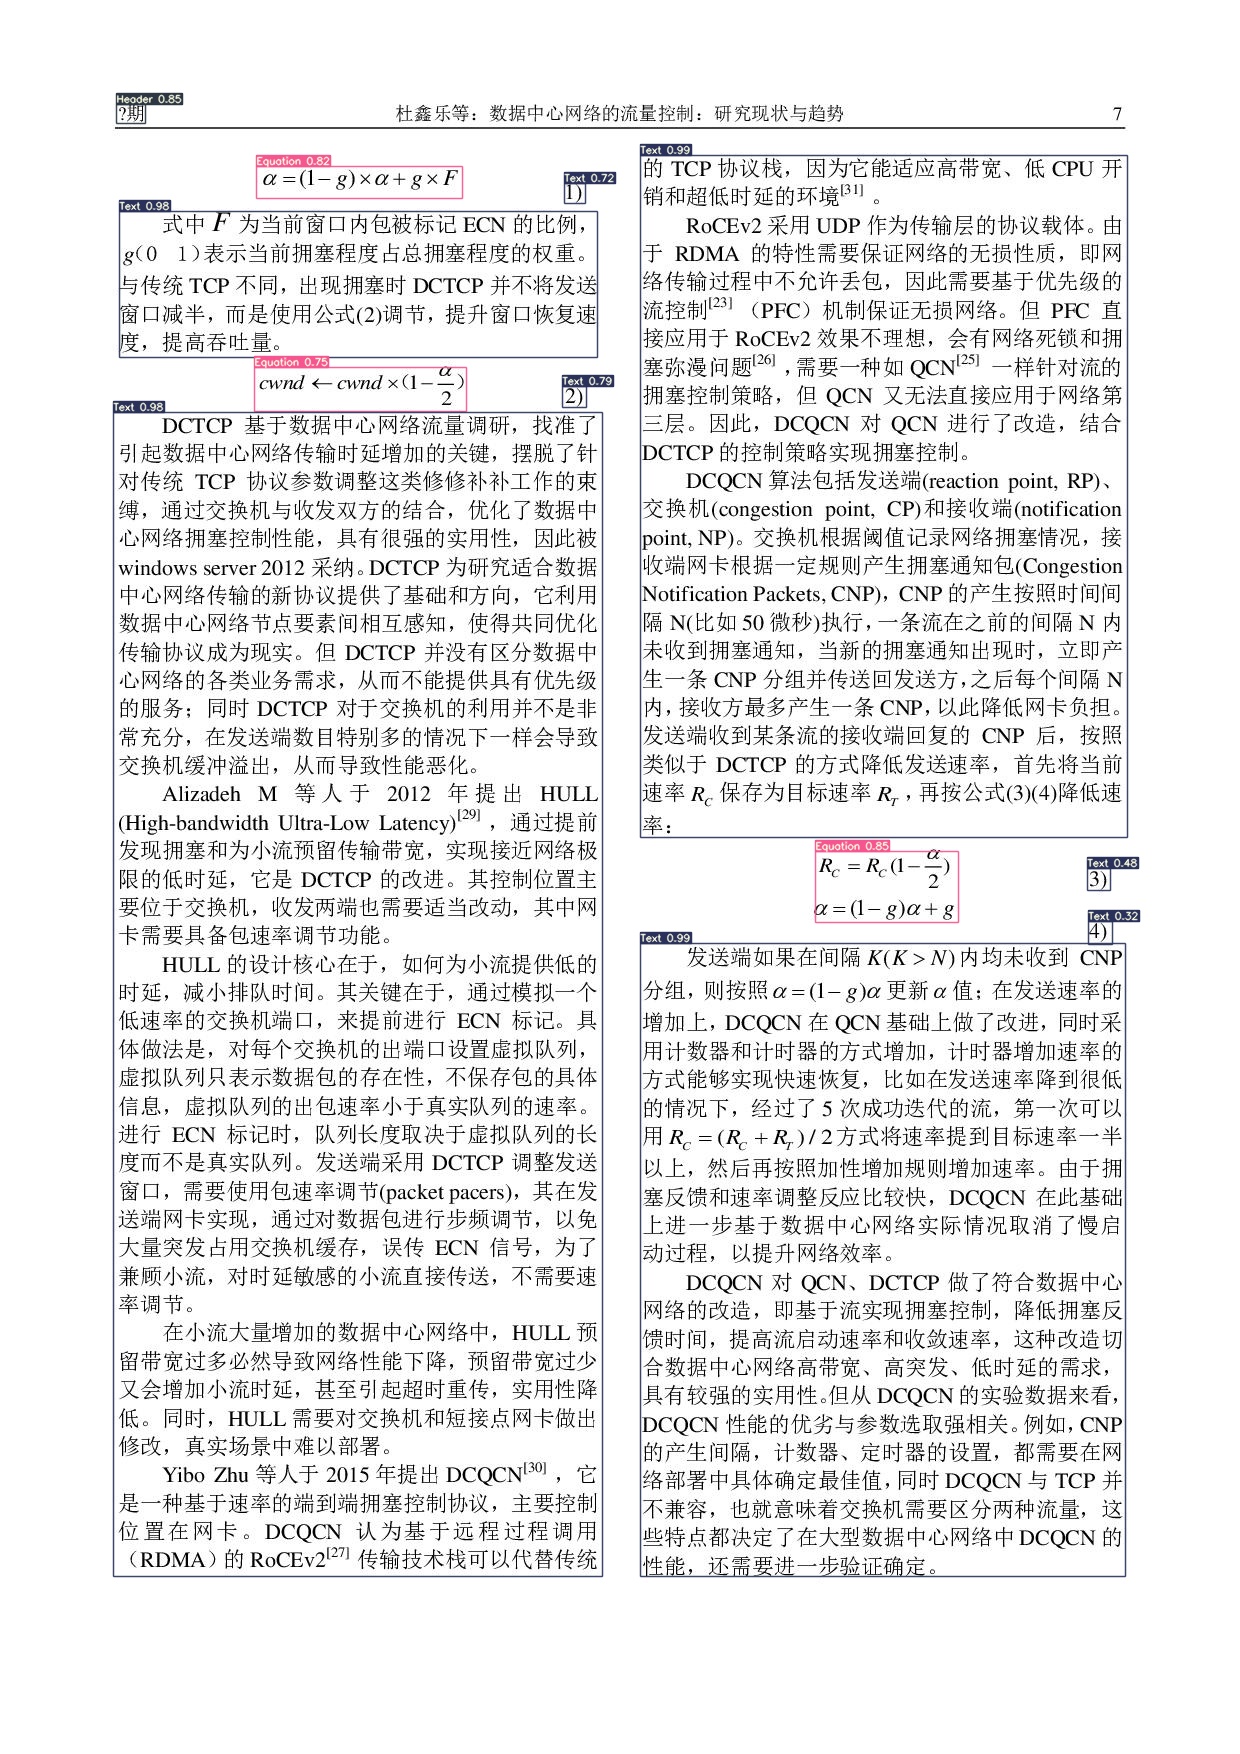 Header 0.85
?期 杜鑫乐等：数据中心网络的流量控制：研究现状与趋势 7
Equation 0.82
α=(1−g)×α+g×F
Text 0.72
1)
Text 0.98
式中 F 为当前窗口内包被标记 ECN 的比例，
g(0 1)表示当前拥塞程度占总拥塞程度的权重。
与传统 TCP 不同，出现拥塞时 DCTCP 并不将发送
窗口减半，而是使用公式(2)调节，提升窗口恢复速
度，提高吞吐量。
Equation 0.75
cwnd ← cwnd×(1−α/2)
Text 0.79
2)
Text 0.98
DCTCP 基于数据中心网络流量调研，找准了
引起数据中心网络传输时延增加的关键，摆脱了针
对传统 TCP 协议参数调整这类修修补补工作的束
缚，通过交换机与收发双方的结合，优化了数据中
心网络拥塞控制性能，具有很强的实用性，因此被
windows server 2012 采纳。DCTCP 为研究适合数据
中心网络传输的新协议提供了基础和方向，它利用
数据中心网络节点要素间相互感知，使得共同优化
传输协议成为现实。但 DCTCP 并没有区分数据中
心网络的各类业务需求，从而不能提供具有优先级
的服务；同时 DCTCP 对于交换机的利用并不是非
常充分，在发送端数目特别多的情况下一样会导致
交换机缓冲溢出，从而导致性能恶化。
Alizadeh M 等人于 2012 年提出 HULL
(High-bandwidth Ultra-Low Latency)[29]，通过提前
发现拥塞和为小流预留传输带宽，实现接近网络极
限的低时延，它是 DCTCP 的改进。其控制位置主
要位于交换机，收发两端也需要适当改动，其中网
卡需要具备包速率调节功能。
HULL 的设计核心在于，如何为小流提供低的
时延，减小排队时间。其关键在于，通过模拟一个
低速率的交换机端口，来提前进行 ECN 标记。具
体做法是，对每个交换机的出端口设置虚拟队列，
虚拟队列只表示数据包的存在性，不保存包的具体
信息，虚拟队列的出包速率小于真实队列的速率。
进行 ECN 标记时，队列长度取决于虚拟队列的长
度而不是真实队列。发送端采用 DCTCP 调整发送
窗口，需要使用包速率调节(packet pacers)，其在发
送端网卡实现，通过对数据包进行步频调节，以免
大量突发占用交换机缓存，误传 ECN 信号，为了
兼顾小流，对时延敏感的小流直接传送，不需要速
率调节。
在小流大量增加的数据中心网络中，HULL 预
留带宽过多必然导致网络性能下降，预留带宽过少
又会增加小流时延，甚至引起超时重传，实用性降
低。同时，HULL 需要对交换机和短接点网卡做出
修改，真实场景中难以部署。
Yibo Zhu 等人于 2015 年提出 DCQCN[30]，它
是一种基于速率的端到端拥塞控制协议，主要控制
位置在网卡。DCQCN 认为基于远程过程调用
（RDMA）的 RoCEv2[27] 传输技术栈可以代替传统
Text 0.99
的 TCP 协议栈，因为它能适应高带宽、低 CPU 开
销和超低时延的环境[31]。
RoCEv2 采用 UDP 作为传输层的协议载体。由
于 RDMA 的特性需要保证网络的无损性质，即网
络传输过程中不允许丢包，因此需要基于优先级的
流控制[23]（PFC）机制保证无损网络。但 PFC 直
接应用于 RoCEv2 效果不理想，会有网络死锁和拥
塞弥漫问题[26]，需要一种如 QCN[25] 一样针对流的
拥塞控制策略，但 QCN 又无法直接应用于网络第
三层。因此，DCQCN 对 QCN 进行了改造，结合
DCTCP 的控制策略实现拥塞控制。
DCQCN 算法包括发送端(reaction point, RP)、
交换机(congestion point, CP)和接收端(notification
point, NP)。交换机根据阈值记录网络拥塞情况，接
收端网卡根据一定规则产生拥塞通知包(Congestion
Notification Packets, CNP)，CNP 的产生按照时间间
隔 N(比如 50 微秒)执行，一条流在之前的间隔 N 内
未收到拥塞通知，当新的拥塞通知出现时，立即产
生一条 CNP 分组并传送回发送方，之后每个间隔 N
内，接收方最多产生一条 CNP，以此降低网卡负担。
发送端收到某条流的接收端回复的 CNP 后，按照
类似于 DCTCP 的方式降低发送速率，首先将当前
速率 R_C 保存为目标速率 R_T，再按公式(3)(4)降低速
率：
Equation 0.85
R_C = R_C(1−α/2)
Text 0.48
3)
α=(1−g)α+g
Text 0.32
4)
Text 0.99
发送端如果在间隔 K(K>N)内均未收到 CNP
分组，则按照 α=(1−g)α 更新 α 值；在发送速率的
增加上，DCQCN 在 QCN 基础上做了改进，同时采
用计数器和计时器的方式增加，计时器增加速率的
方式能够实现快速恢复，比如在发送速率降到很低
的情况下，经过了 5 次成功迭代的流，第一次可以
用 R_C=(R_C+R_T)/2 方式将速率提到目标速率一半
以上，然后再按照加性增加规则增加速率。由于拥
塞反馈和速率调整反应比较快，DCQCN 在此基础
上进一步基于数据中心网络实际情况取消了慢启
动过程，以提升网络效率。
DCQCN 对 QCN、DCTCP 做了符合数据中心
网络的改造，即基于流实现拥塞控制，降低拥塞反
馈时间，提高流启动速率和收敛速率，这种改造切
合数据中心网络高带宽、高突发、低时延的需求，
具有较强的实用性。但从 DCQCN 的实验数据来看，
DCQCN 性能的优劣与参数选取强相关。例如，CNP
的产生间隔，计数器、定时器的设置，都需要在网
络部署中具体确定最佳值，同时 DCQCN 与 TCP 并
不兼容，也就意味着交换机需要区分两种流量，这
些特点都决定了在大型数据中心网络中 DCQCN 的
性能，还需要进一步验证确定。